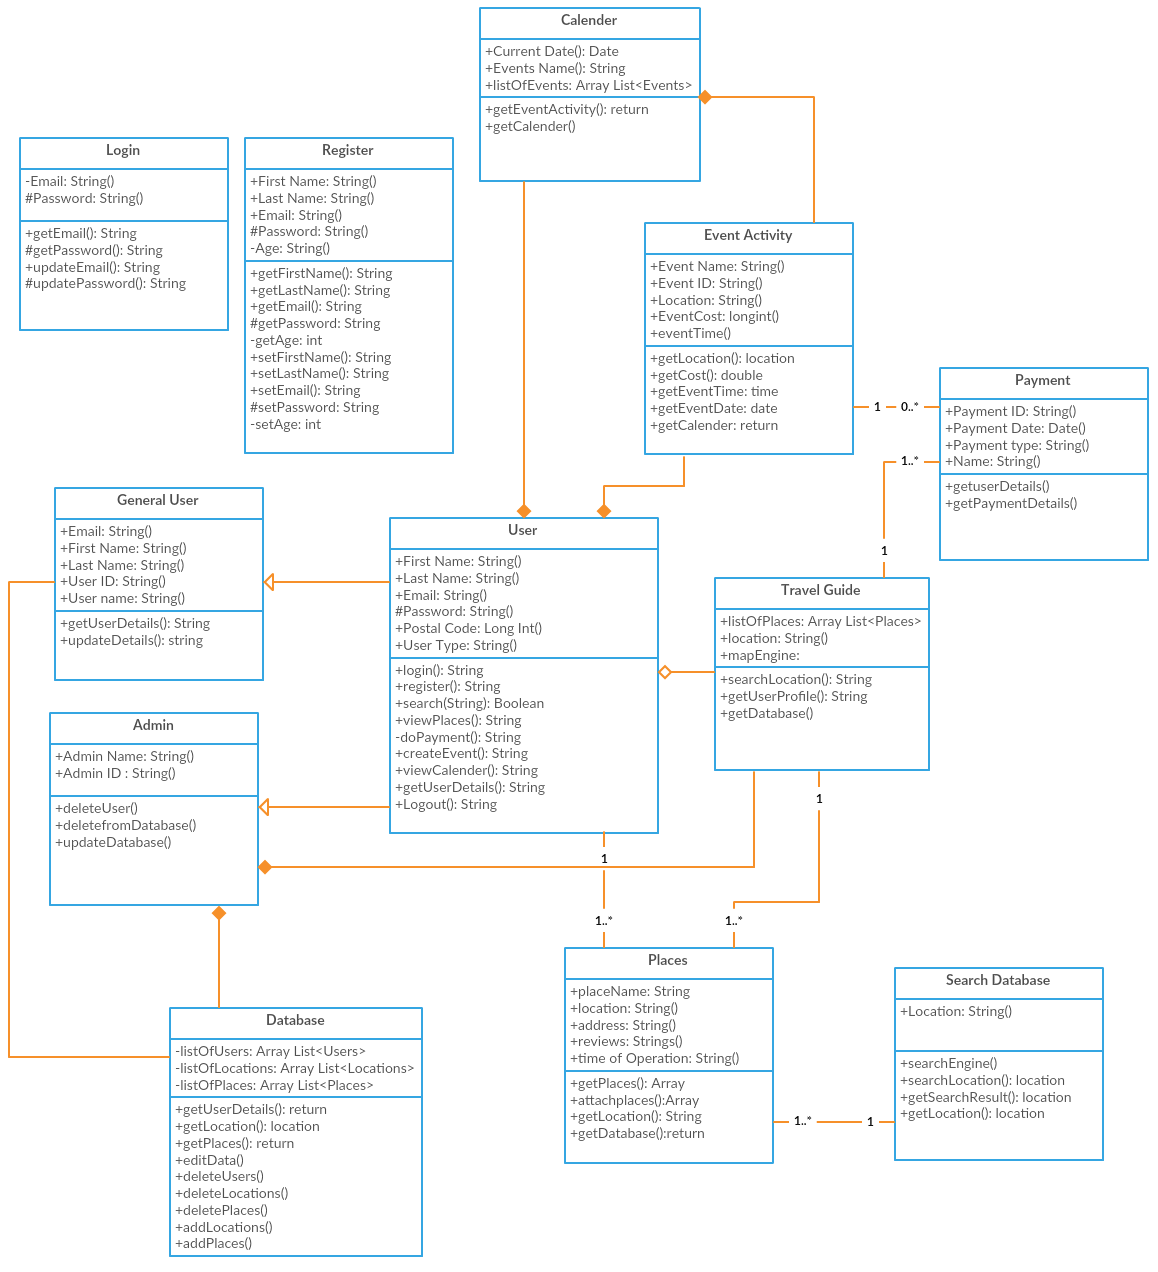 Calender
+Current Date(): Date
+Events Name(): String
+listOfEvents: Array List<Events>
+getEventActivity(): return
+getCalender()
Login
-Email: String()
#Password: String()
+getEmail(): String
#getPassword(): String
+updateEmail(): String
#updatePassword(): String
Register
+First Name: String()
+Last Name: String()
+Email: String()
#Password: String()
-Age: String()
+getFirstName(): String
+getLastName(): String
+getEmail(): String
#getPassword: String
-getAge: int
+setFirstName(): String
+setLastName(): String
+setEmail(): String
#setPassword: String
-setAge: int
Event Activity
+Event Name: String()
+Event ID: String()
+Location: String()
+EventCost: longint()
+eventTime()
+getLocation(): location
+getCost(): double
+getEventTime: time
+getEventDate: date
+getCalender: return
1
0..*
Payment
+Payment ID: String()
+Payment Date: Date()
+Payment type: String()
+Name: String()
+getuserDetails()
+getPaymentDetails()
1..*
1
General User
+Email: String()
+First Name: String()
+Last Name: String()
+User ID: String()
+User name: String()
+getUserDetails(): String
+updateDetails(): string
User
+First Name: String()
+Last Name: String()
+Email: String()
#Password: String()
+Postal Code: Long Int()
+User Type: String()
+login(): String
+register(): String
+search(String): Boolean
+viewPlaces(): String
-doPayment(): String
+createEvent(): String
+viewCalender(): String
+getUserDetails(): String
+Logout(): String
Travel Guide
+listOfPlaces: Array List<Places>
+location: String()
+mapEngine:
+searchLocation(): String
+getUserProfile(): String
+getDatabase()
Admin
+Admin Name: String()
+Admin ID : String()
+deleteUser()
+deletefromDatabase()
+updateDatabase()
1
1
1..*
1..*
Places
+placeName: String
+location: String()
+address: String()
+reviews: Strings()
+time of Operation: String()
+getPlaces(): Array
+attachplaces():Array
+getLocation(): String
+getDatabase():return
1..*
1
Search Database
+Location: String()
+searchEngine()
+searchLocation(): location
+getSearchResult(): location
+getLocation(): location
Database
-listOfUsers: Array List<Users>
-listOfLocations: Array List<Locations>
-listOfPlaces: Array List<Places>
+getUserDetails(): return
+getLocation(): location
+getPlaces(): return
+editData()
+deleteUsers()
+deleteLocations()
+deletePlaces()
+addLocations()
+addPlaces()